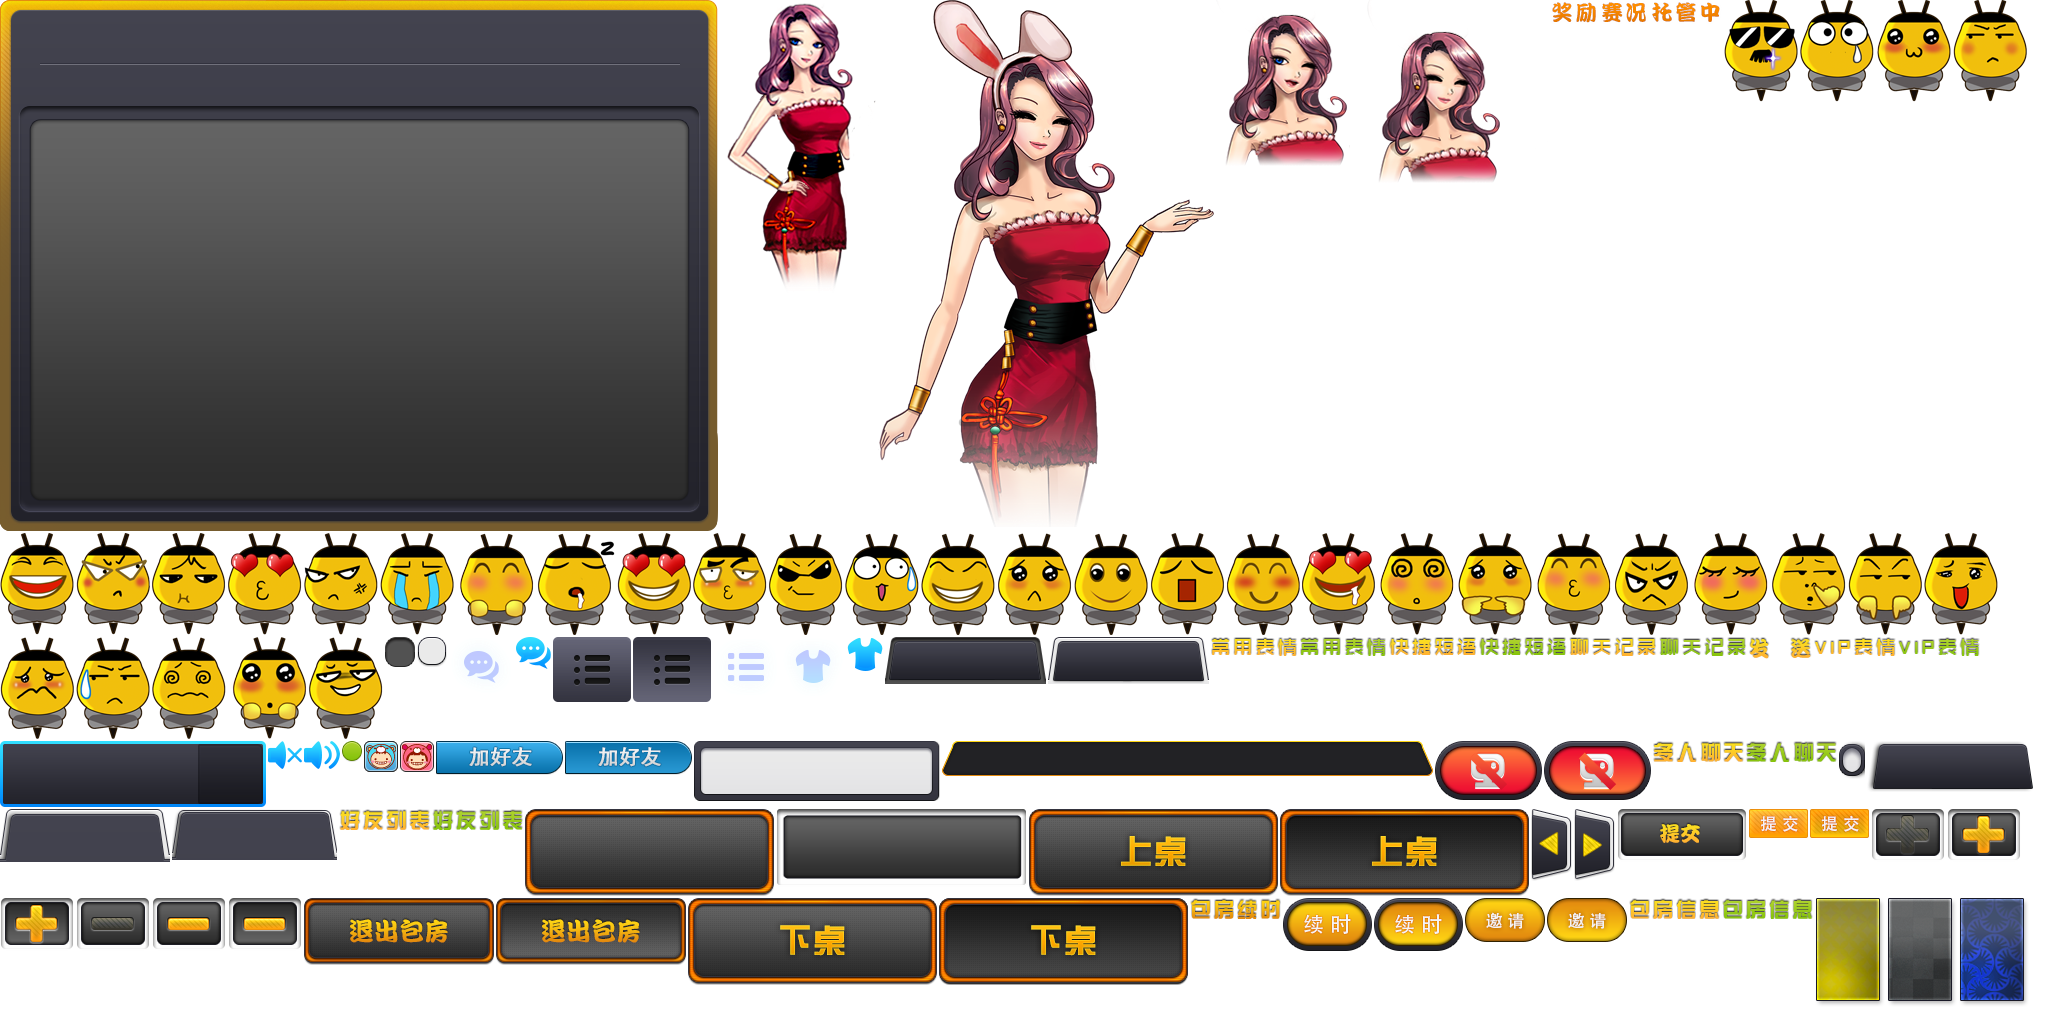 奖励赛况托管中
z
常用表情常用表情快捷短语快捷短语聊天记录聊天记录发 送VIP表情VIP表情
加好友
加好友
多人聊天多人聊天
好友列表好友列表
上桌
上桌
提交
提交
提交
退出包房
退出包房
下桌
下桌
包房续时
续时
续时
邀请
邀请
包房信息包房信息